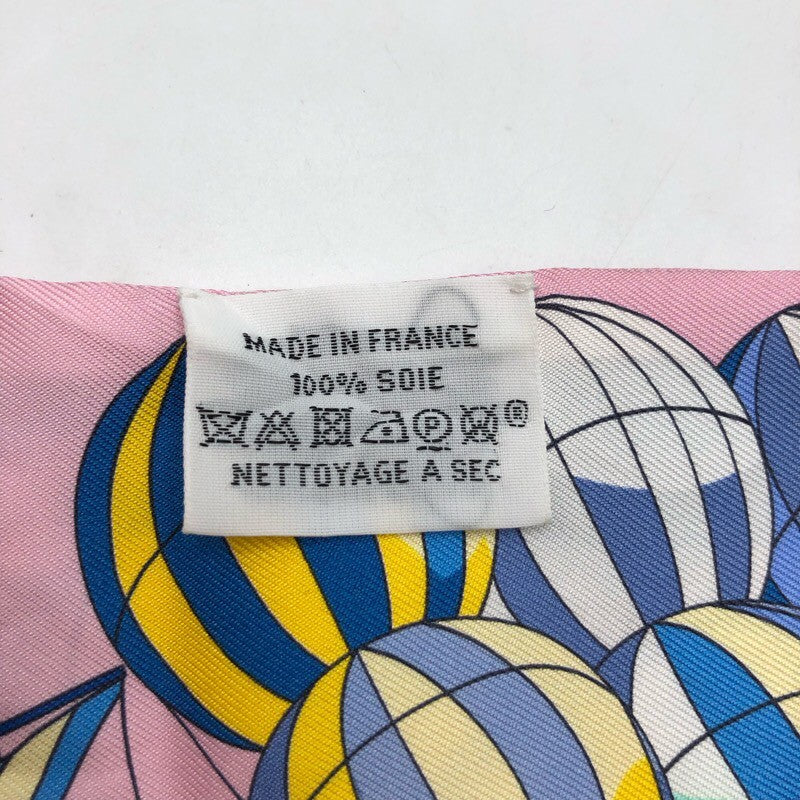 MADE IN FRANCE
100% SOIE
P ®
NETTOYAGE A SEC